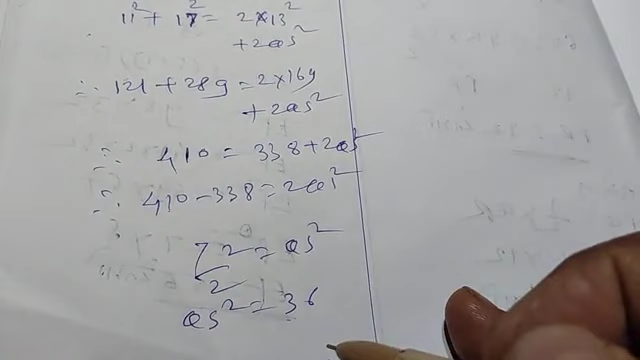 11² + 17² = 2×13²
+ 2QS²
∴ 121 + 289 = 2×169
+ 2QS²
∴ 410 = 338 + 2QS²
∴ 410 - 338 = 2QS²
72/2 = QS²
QS² = 36